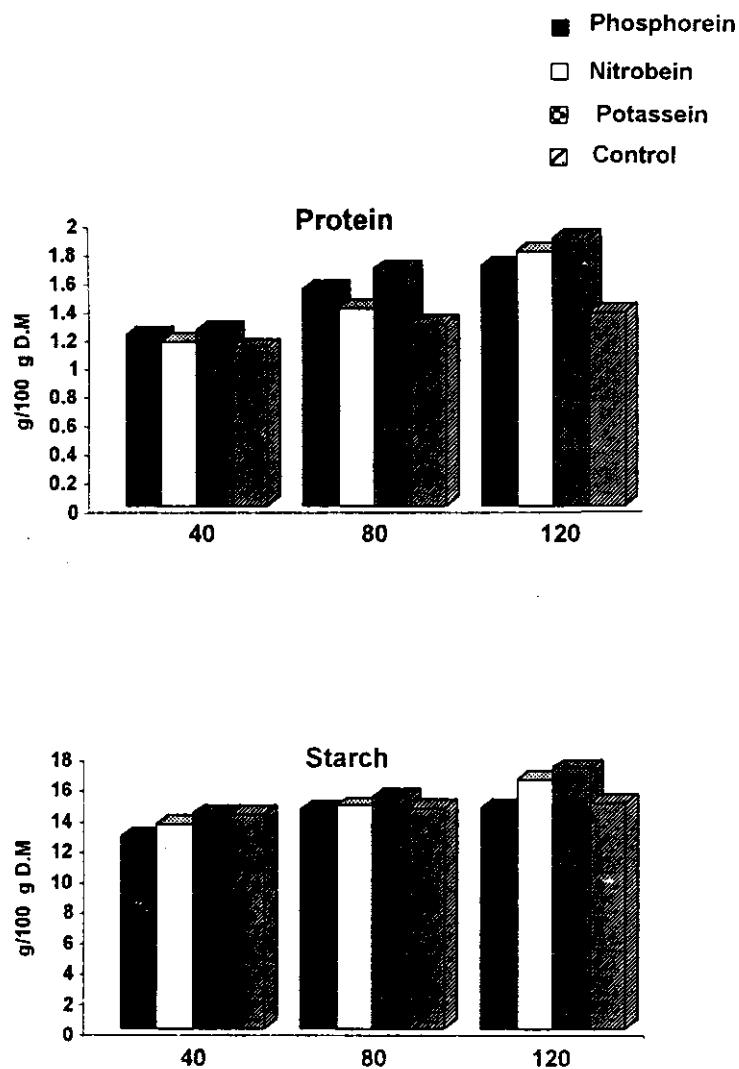 Phosphorein
Nitrobein
Potassein
Control
Protein
2
1.8
1.6
1.4
1.2
1
0.8
0.6
0.4
0.2
0
g/100 g D.M
40 80 120
Starch
18
16
14
12
10
8
6
4
2
0
g/100 g D.M
40 80 120